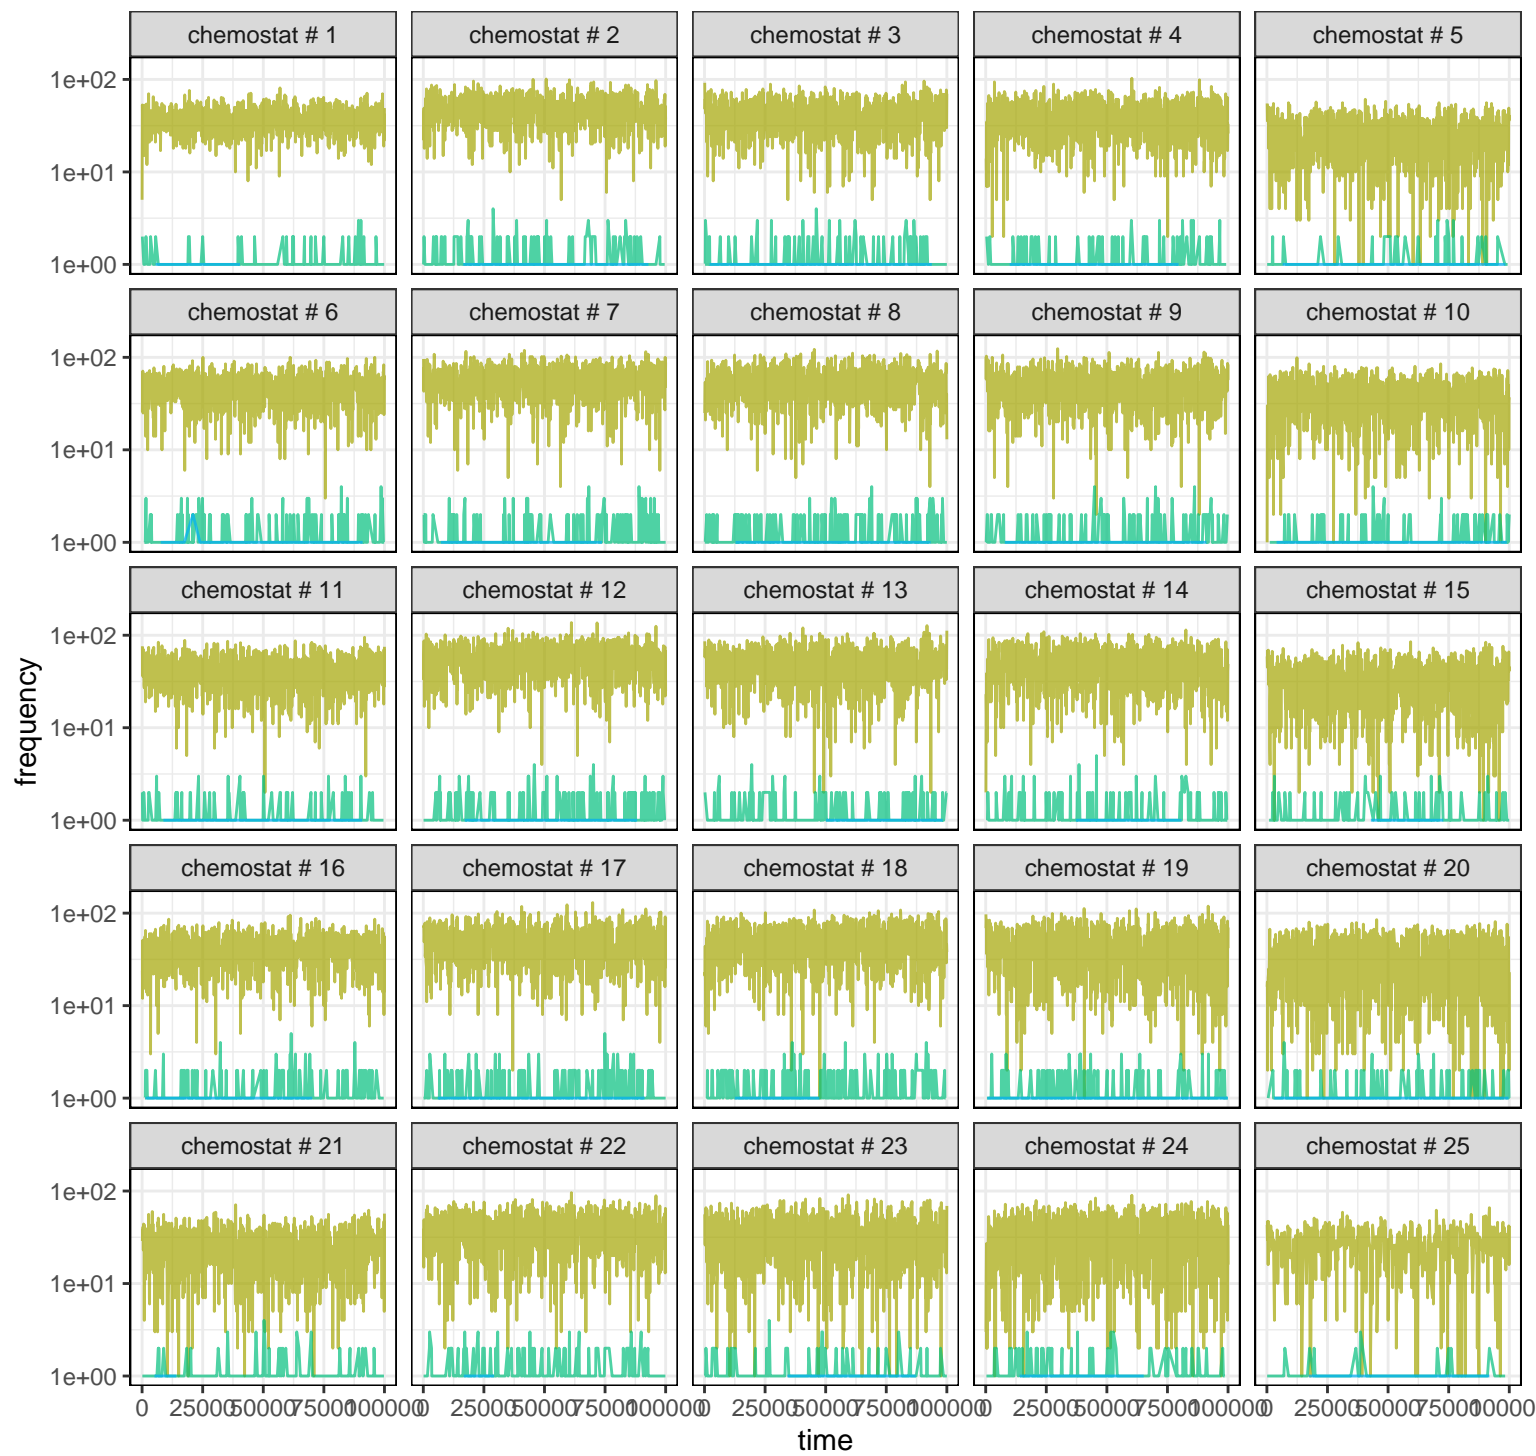 chemostat # 1
chemostat # 2
chemostat # 3
chemostat # 4
chemostat # 5
1e+02
1e+01
1e+00
chemostat # 6
chemostat # 7
chemostat # 8
chemostat # 9
chemostat # 10
1e+02
1e+01
1e+00
chemostat # 11
chemostat # 12
chemostat # 13
chemostat # 14
chemostat # 15
1e+02
1e+01
1e+00
frequency
chemostat # 16
chemostat # 17
chemostat # 18
chemostat # 19
chemostat # 20
1e+02
1e+01
1e+00
chemostat # 21
chemostat # 22
chemostat # 23
chemostat # 24
chemostat # 25
1e+02
1e+01
1e+00
0 25000 50000 75000 100000
0 25000 50000 75000 100000
0 25000 50000 75000 100000
0 25000 50000 75000 100000
0 25000 50000 75000 100000
time